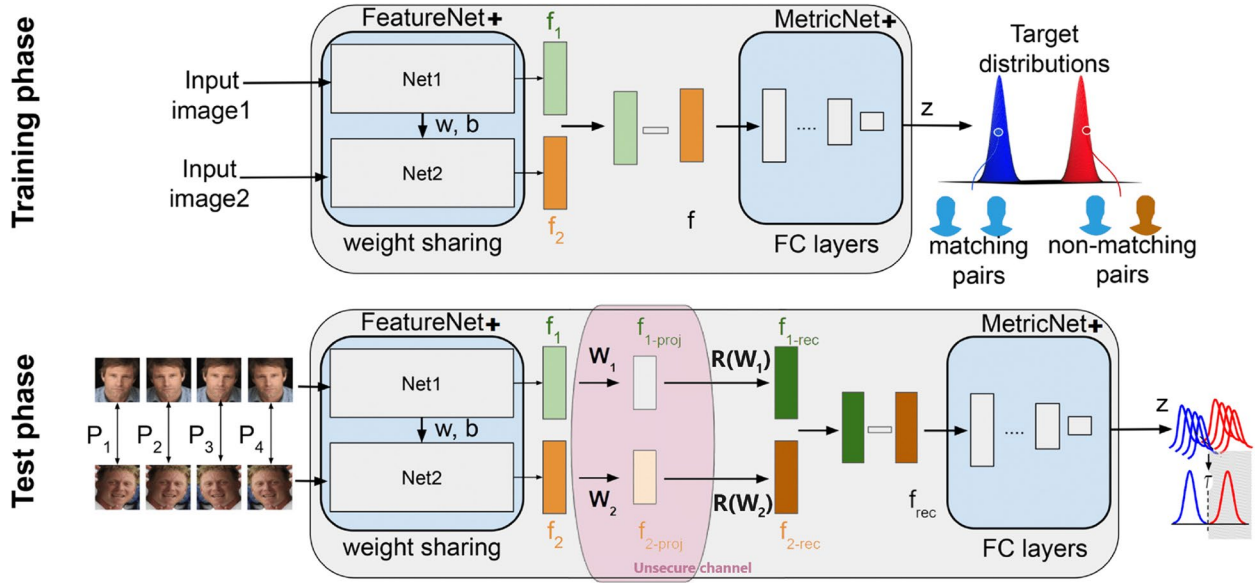 Training phase
FeatureNet+
f1
MetricNet+
Input
image1
Net1
w, b
Input
image2
Net2
f2
weight sharing
f
....
FC layers
z
Target
distributions
matching
pairs
non-matching
pairs
Test phase
FeatureNet+
f1
f1-proj
f1-rec
MetricNet+
W1
R(W1)
Net1
w, b
P1
P2
P3
P4
Net2
W2
R(W2)
....
z
τ
f2
f2-proj
f2-rec
frec
weight sharing
FC layers
Unsecure channel